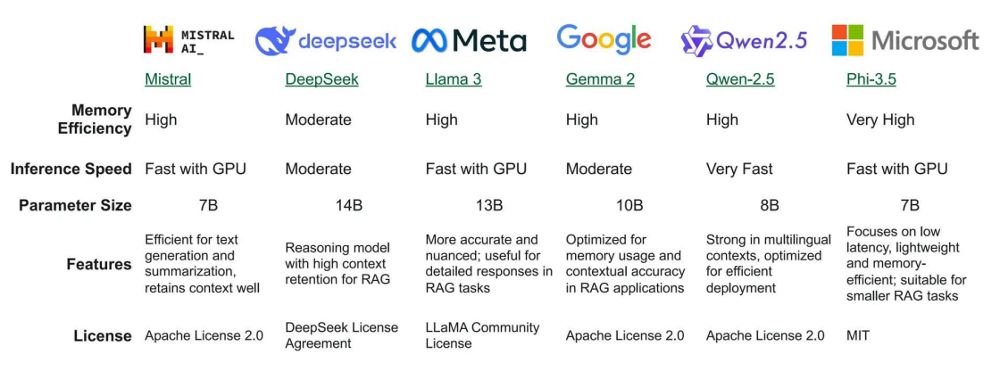 MISTRAL
AI_
deepseek
Meta
Google
Qwen2.5
Microsoft
Mistral
DeepSeek
Llama 3
Gemma 2
Qwen-2.5
Phi-3.5
Memory
Efficiency
High
Moderate
High
High
High
Very High
Inference Speed
Fast with GPU
Moderate
Fast with GPU
Moderate
Very Fast
Fast with GPU
Parameter Size
7B
14B
13B
10B
8B
7B
Features
Efficient for text
generation and
summarization,
retains context well
Reasoning model
with high context
retention for RAG
More accurate and
nuanced; useful for
detailed responses in
RAG tasks
Optimized for
memory usage and
contextual accuracy
in RAG applications
Strong in multilingual
contexts, optimized
for efficient
deployment
Focuses on low
latency, lightweight
and memory-
efficient; suitable for
smaller RAG tasks
License
Apache License 2.0
DeepSeek License
Agreement
LLaMA Community
License
Apache License 2.0
Apache License 2.0
MIT